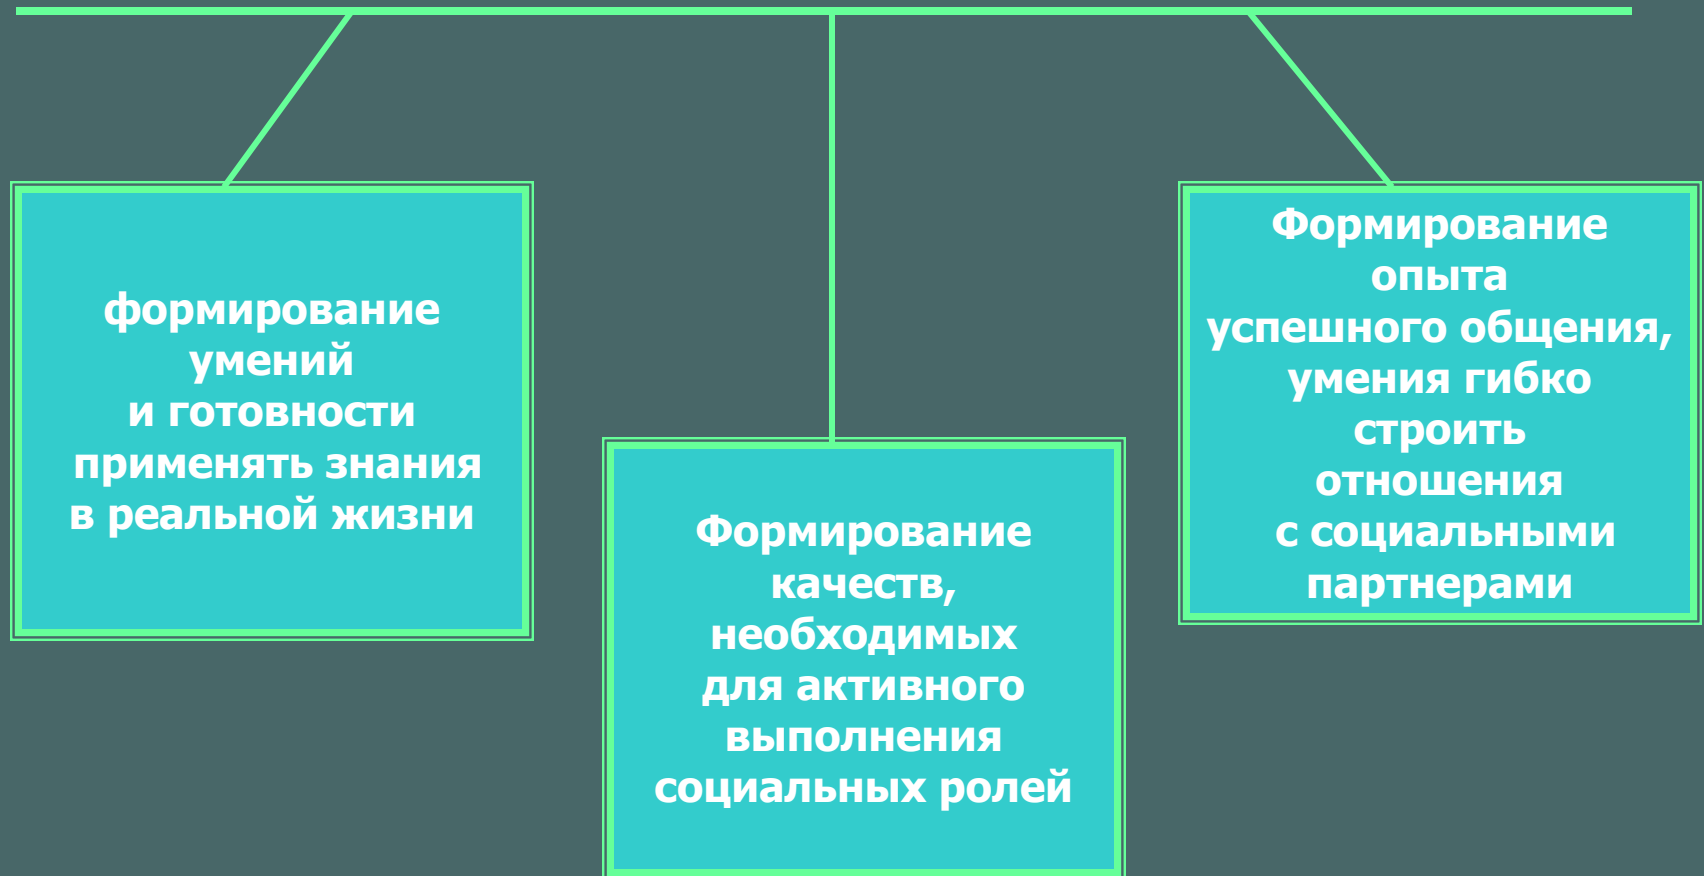 формирование
умений
и готовности
применять знания
в реальной жизни
Формирование
качеств,
необходимых
для активного
выполнения
социальных ролей
Формирование
опыта
успешного общения,
умения гибко
строить
отношения
с социальными
партнерами